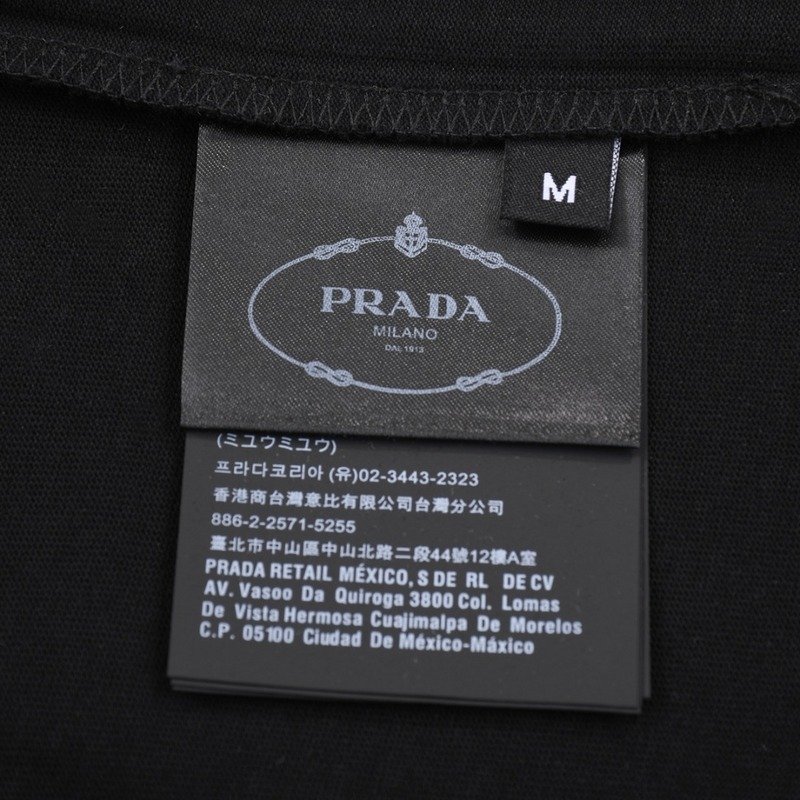 M
PRADA
MILANO
DAL 1913
(ミュウミュウ)
프라다코리아 (유)02-3443-2323
香港商台灣意比有限公司台灣分公司
886-2-2571-5255
臺北市中山區中山北路二段44號12樓A室
PRADA RETAIL MÉXICO, S DE RL DE CV
AV. Vasoo Da Quiroga 3800 Col. Lomas
De Vista Hermosa Cuajimalpa De Morelos
C.P. 05100 Ciudad De México-Máxico